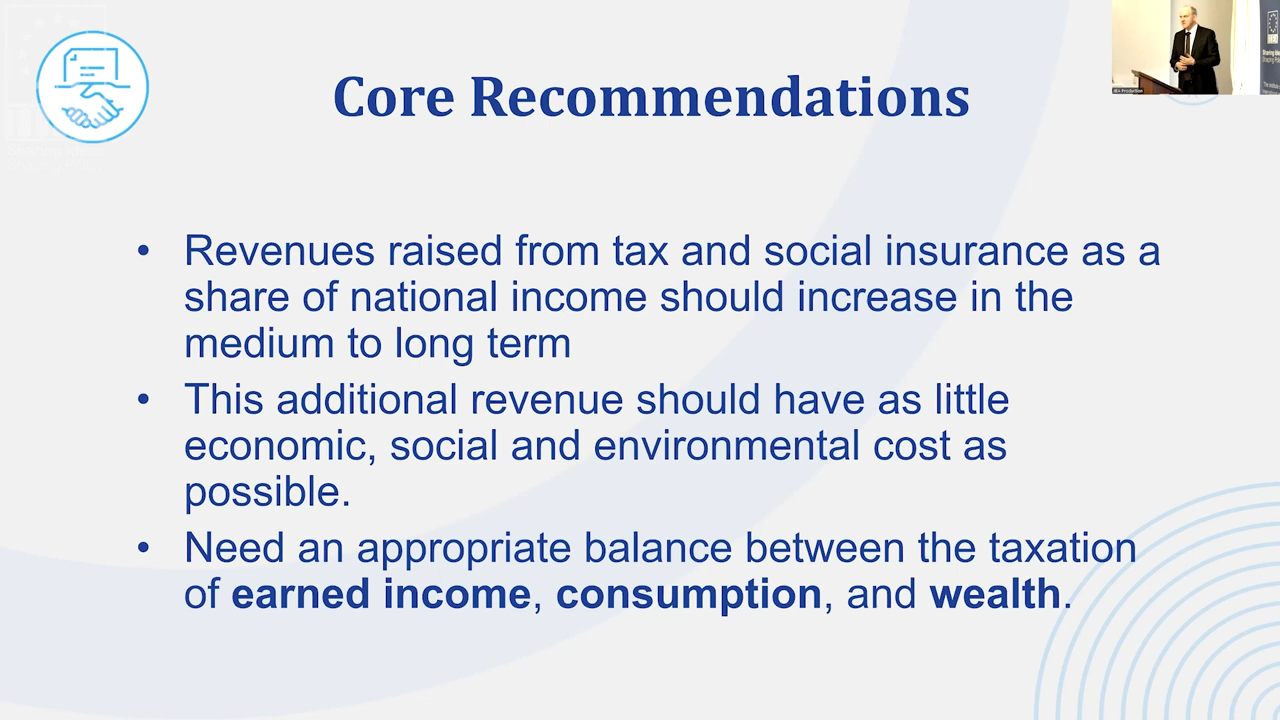 Core Recommendations
• Revenues raised from tax and social insurance as a
share of national income should increase in the
medium to long term
• This additional revenue should have as little
economic, social and environmental cost as
possible.
• Need an appropriate balance between the taxation
of earned income, consumption, and wealth.